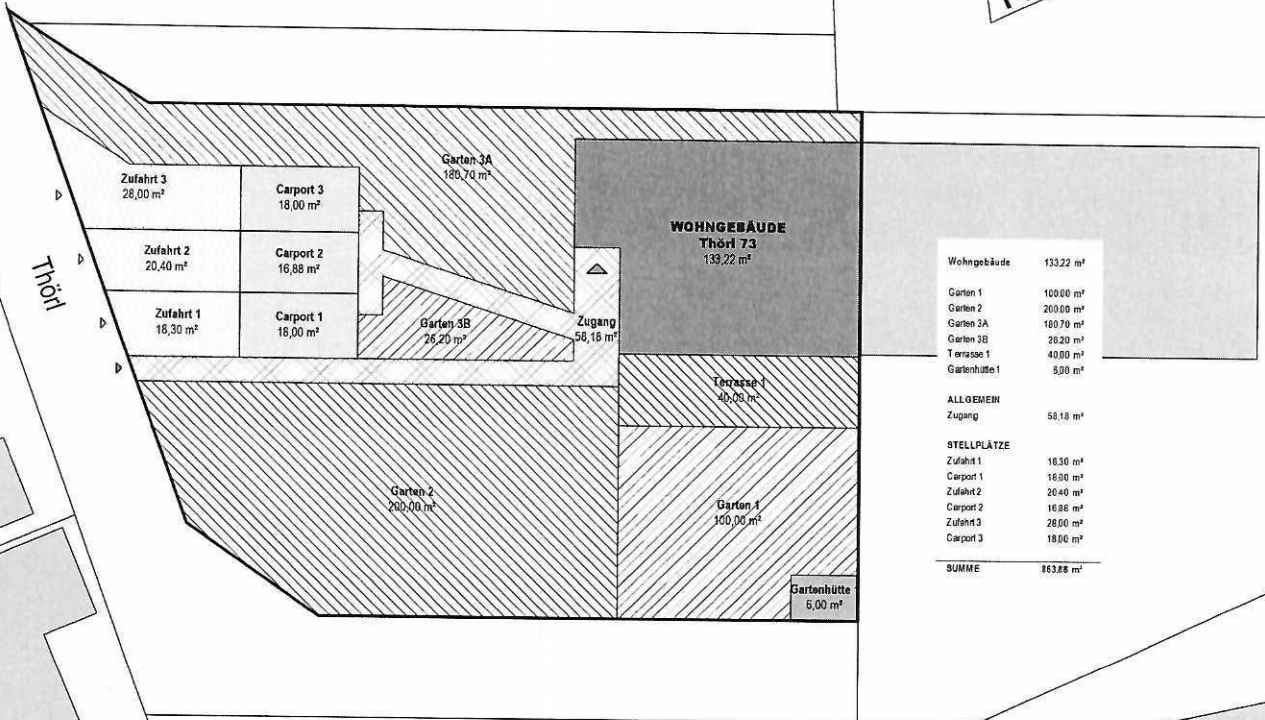 Garten 3A
180,70 m²
Zufahrt 3
28,00 m²
Carport 3
18,00 m²
WOHNGEBÄUDE
Thörl 73
133,22 m²
Zufahrt 2
20,40 m²
Carport 2
16,88 m²
Thörl
Zufahrt 1
18,30 m²
Carport 1
18,00 m²
Garten 3B
26,20 m²
Zugang
58,18 m²
Terrasse 1
40,00 m²
Garten 2
200,00 m²
Garten 1
100,00 m²
Gartenhütte
6,00 m²
Wohngebäude 133,22 m²
Garten 1 100,00 m²
Garten 2 200,00 m²
Garten 3A 180,70 m²
Garten 3B 26,20 m²
Terrasse 1 40,00 m²
Gartenhütte 1 6,00 m²
ALLGEMEIN
Zugang 58,18 m²
STELLPLÄTZE
Zufahrt 1 18,30 m²
Carport 1 18,00 m²
Zufahrt 2 20,40 m²
Carport 2 16,88 m²
Zufahrt 3 28,00 m²
Carport 3 18,00 m²
SUMME 863,88 m²